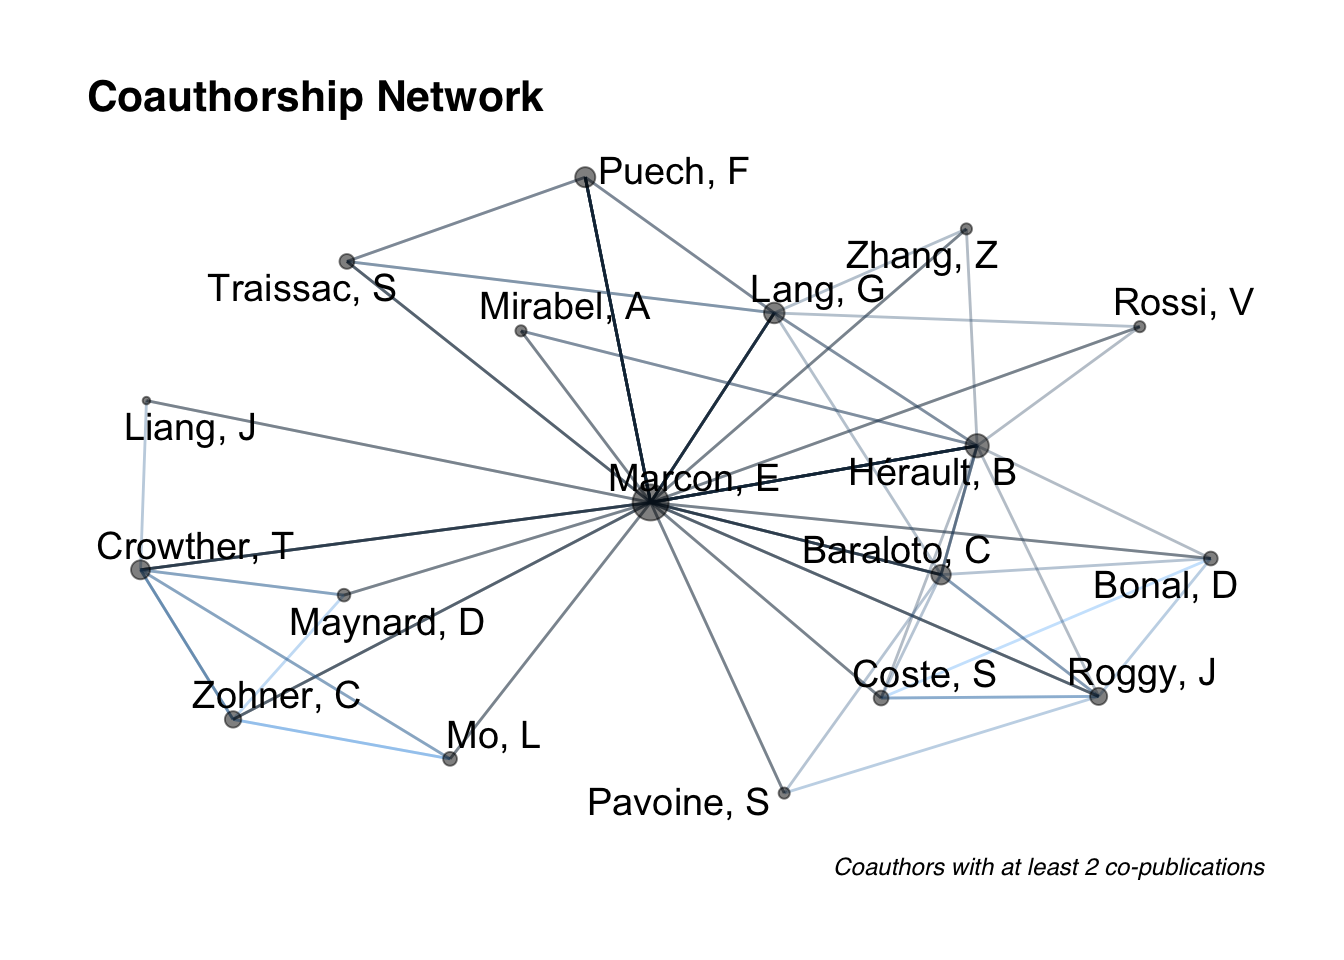 Coauthorship Network
Puech, F
Zhang, Z
Traissac, S
Lang, G
Mirabel, A
Rossi, V
Liang, J
Marcon, E
Hérault, B
Crowther, T
Baraloto, C
Bonal, D
Maynard, D
Coste, S
Roggy, J
Zohner, C
Mo, L
Pavoine, S
Coauthors with at least 2 co-publications